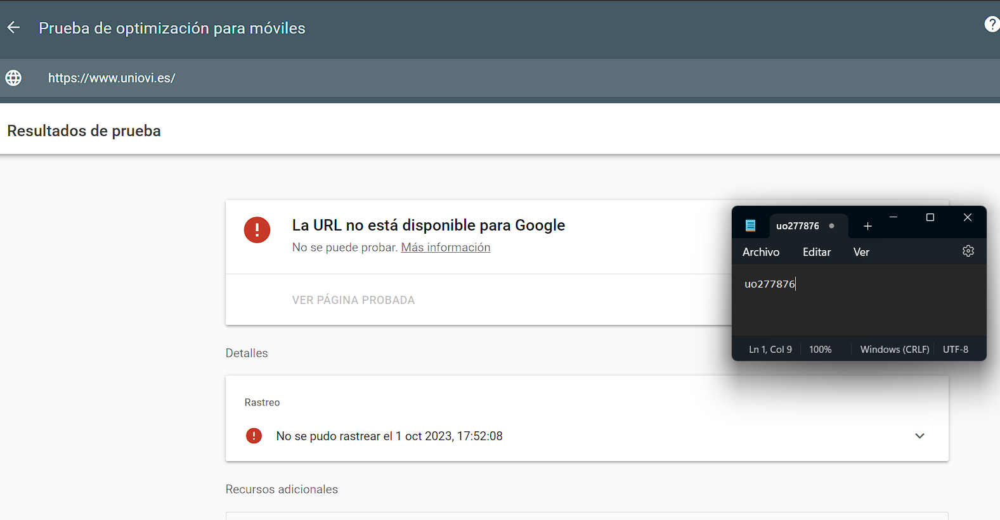 Prueba de optimización para móviles
?
https://www.uniovi.es/
Resultados de prueba
!
La URL no está disponible para Google
No se puede probar. Más información
VER PÁGINA PROBADA
Detalles
Rastreo
!
No se pudo rastrear el 1 oct 2023, 17:52:08
Recursos adicionales
uo277876
Archivo Editar Ver
uo277876
Ln 1, Col 9 100% Windows (CRLF) UTF-8